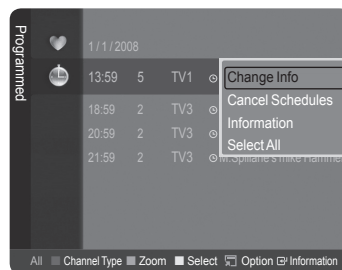 Programmed
1 / 1 / 2008
13:59 5 TV1
Change Info
Cancel Schedules
Information
Select All
18:59 2 TV3
20:59 2 TV3
21:59 2 TV3 M.Spillane's mike Hammer
All Channel Type Zoom Select Option Information